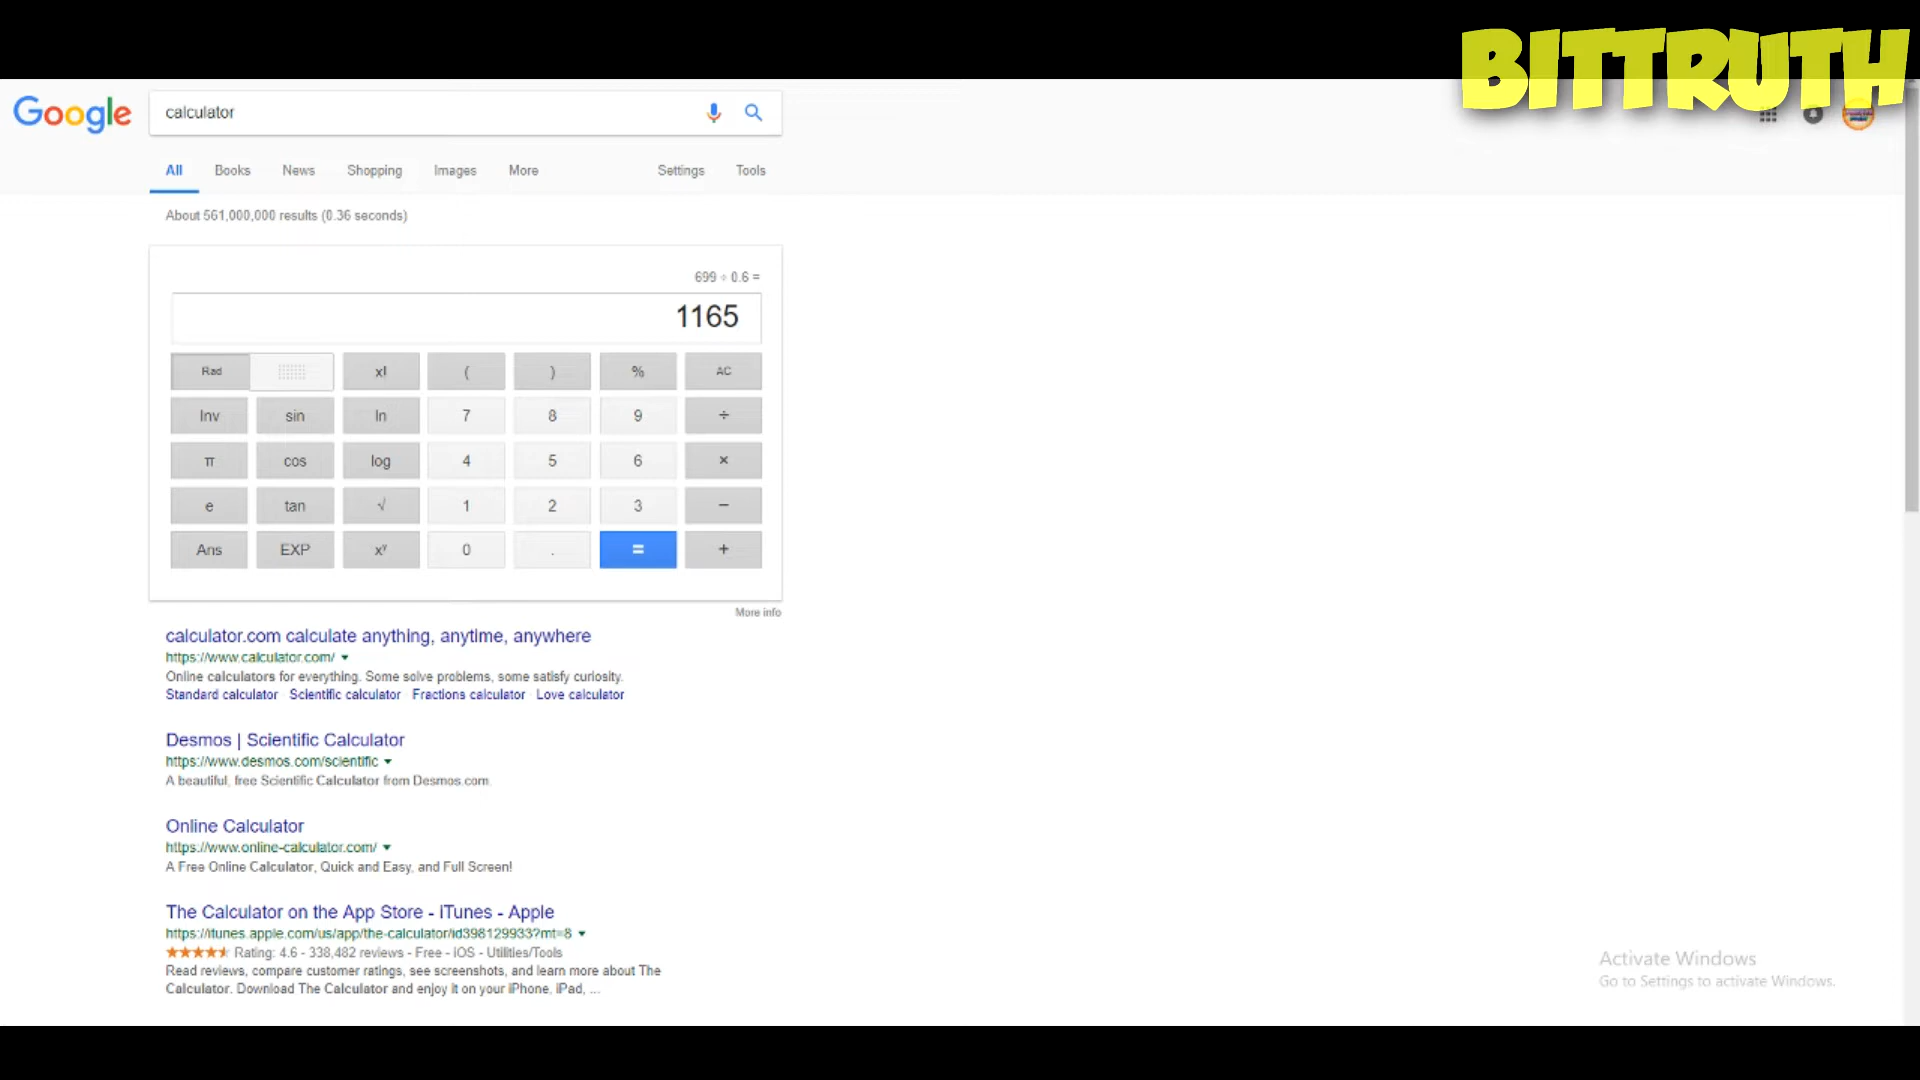 BITTRUTH
Google
calculator
All Books News Shopping Images More Settings Tools
About 561,000,000 results (0.36 seconds)
699 ÷ 0.6 =
1165
Rad x! ( ) % AC
Inv sin ln 7 8 9 ÷
π cos log 4 5 6 ×
e tan √ 1 2 3 −
Ans EXP xʸ 0 . = +
More info
calculator.com calculate anything, anytime, anywhere
https://www.calculator.com/
Online calculators for everything. Some solve problems, some satisfy curiosity.
Standard calculator Scientific calculator Fractions calculator Love calculator
Desmos | Scientific Calculator
https://www.desmos.com/scientific
A beautiful, free Scientific Calculator from Desmos.com.
Online Calculator
https://www.online-calculator.com/
A Free Online Calculator, Quick and Easy, and Full Screen!
The Calculator on the App Store - iTunes - Apple
https://itunes.apple.com/us/app/the-calculator/id398129933?mt=8
Rating: 4.6 - 338,482 reviews - Free - iOS - Utilities/Tools
Read reviews, compare customer ratings, see screenshots, and learn more about The
Calculator. Download The Calculator and enjoy it on your iPhone, iPad, ...
Activate Windows
Go to Settings to activate Windows.